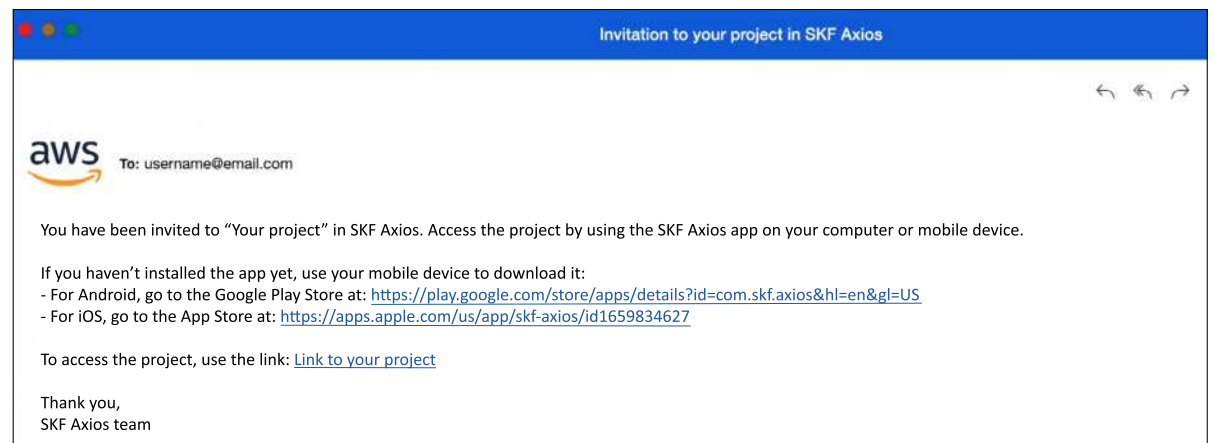 Invitation to your project in SKF Axios
aws
To: username@email.com
You have been invited to “Your project” in SKF Axios. Access the project by using the SKF Axios app on your computer or mobile device.
If you haven’t installed the app yet, use your mobile device to download it:
- For Android, go to the Google Play Store at: https://play.google.com/store/apps/details?id=com.skf.axios&hl=en&gl=US
- For iOS, go to the App Store at: https://apps.apple.com/us/app/skf-axios/id1659834627
To access the project, use the link: Link to your project
Thank you,
SKF Axios team